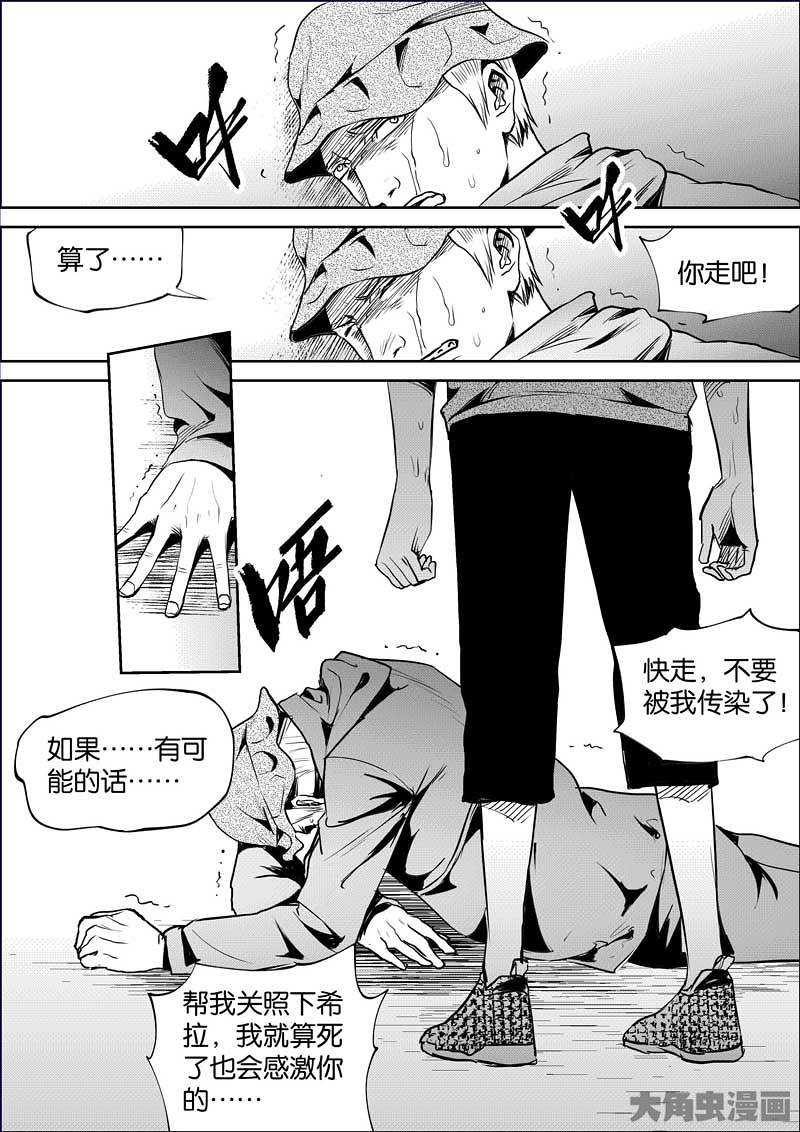 呼
呼
算了……
你走吧！
唔
快走，不要
被我传染了！
如果……有可
能的话……
帮我关照下希
拉，我就算死
了也会感激你
的……
大角虫漫画